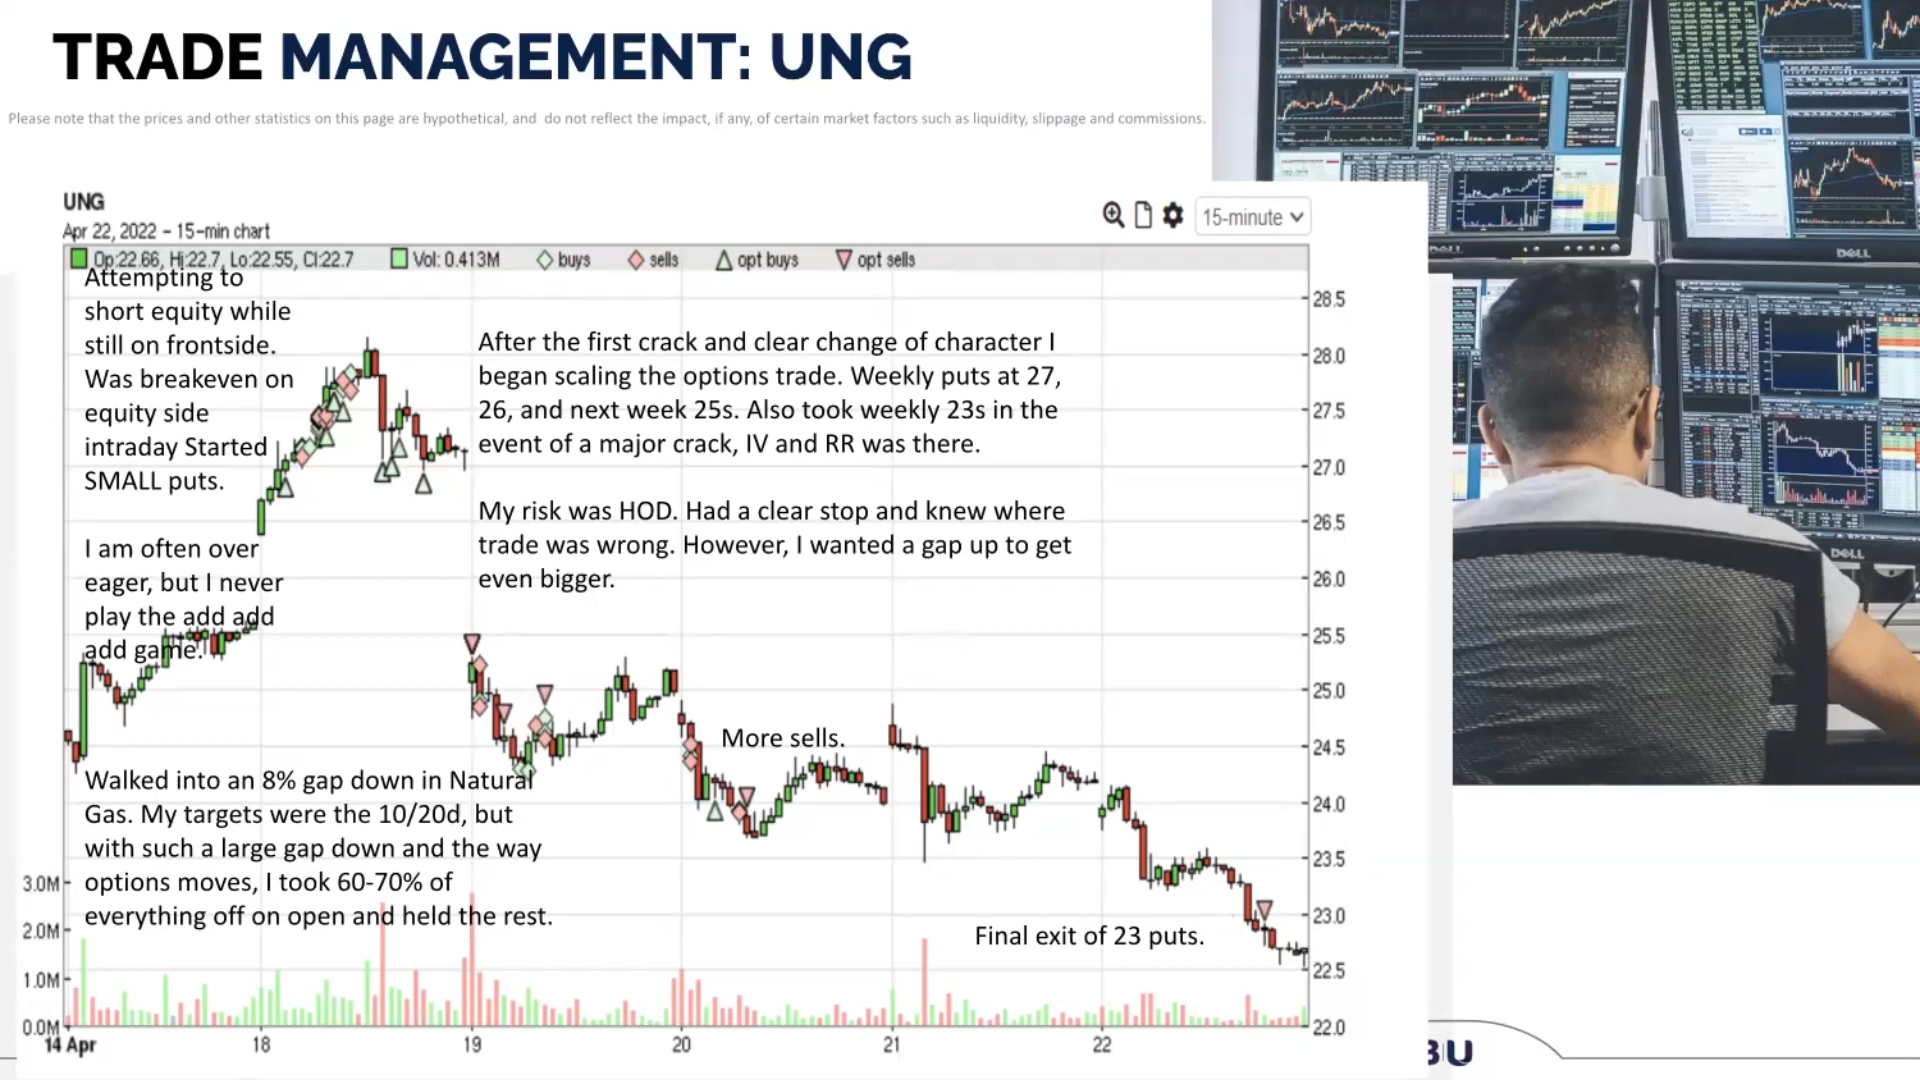 TRADE MANAGEMENT: UNG
Please note that the prices and other statistics on this page are hypothetical, and do not reflect the impact, if any, of certain market factors such as liquidity, slippage and commissions.
UNG
Apr 22, 2022 - 15-min chart
15-minute
Op:22.66, Hi:22.7, Lo:22.55, Cl:22.7
Vol: 0.413M
buys
sells
opt buys
opt sells
Attempting to
short equity while
still on frontside.
Was breakeven on
equity side
intraday Started
SMALL puts.
I am often over
eager, but I never
play the add add
add game.
After the first crack and clear change of character I
began scaling the options trade. Weekly puts at 27,
26, and next week 25s. Also took weekly 23s in the
event of a major crack, IV and RR was there.
My risk was HOD. Had a clear stop and knew where
trade was wrong. However, I wanted a gap up to get
even bigger.
Walked into an 8% gap down in Natural
Gas. My targets were the 10/20d, but
with such a large gap down and the way
options moves, I took 60-70% of
everything off on open and held the rest.
More sells.
Final exit of 23 puts.
28.5
28.0
27.5
27.0
26.5
26.0
25.5
25.0
24.5
24.0
23.5
23.0
22.5
22.0
3.0M
2.0M
1.0M
0.0M
14 Apr
18
19
20
21
22
DELL
DELL
DELL
BU